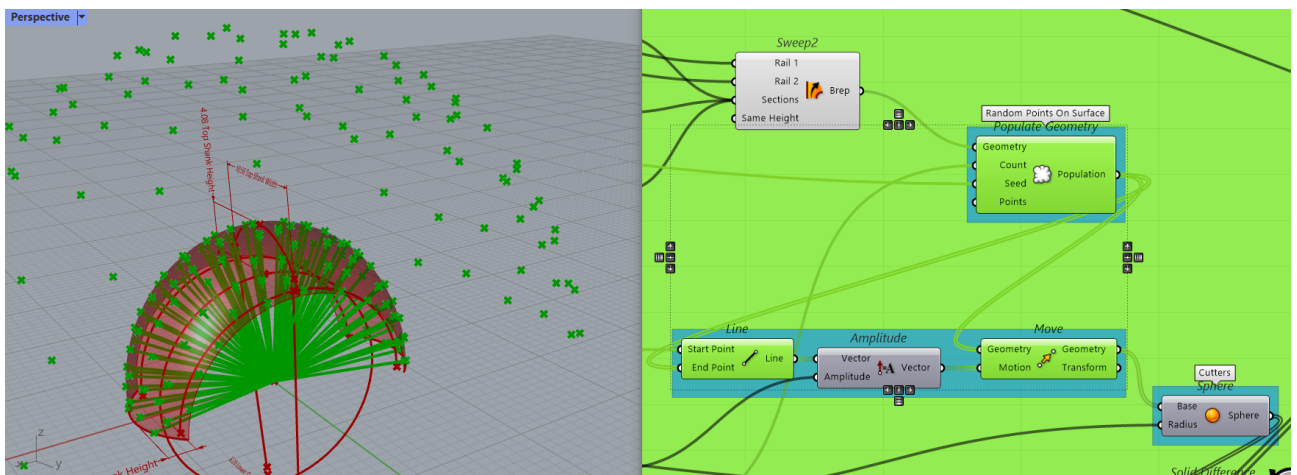 Perspective
4.08 Top Shank Height
Top Shank Width
nk Height
z
x
y
Sweep2
Rail 1
Rail 2
Sections
Same Height
Brep
Random Points On Surface
Populate Geometry
Geometry
Count
Seed
Points
Population
Line
Start Point
End Point
Line
Amplitude
Vector
Amplitude
Vector
Move
Geometry
Motion
Geometry
Transform
Cutters
Sphere
Base
Radius
Sphere
Solid Difference